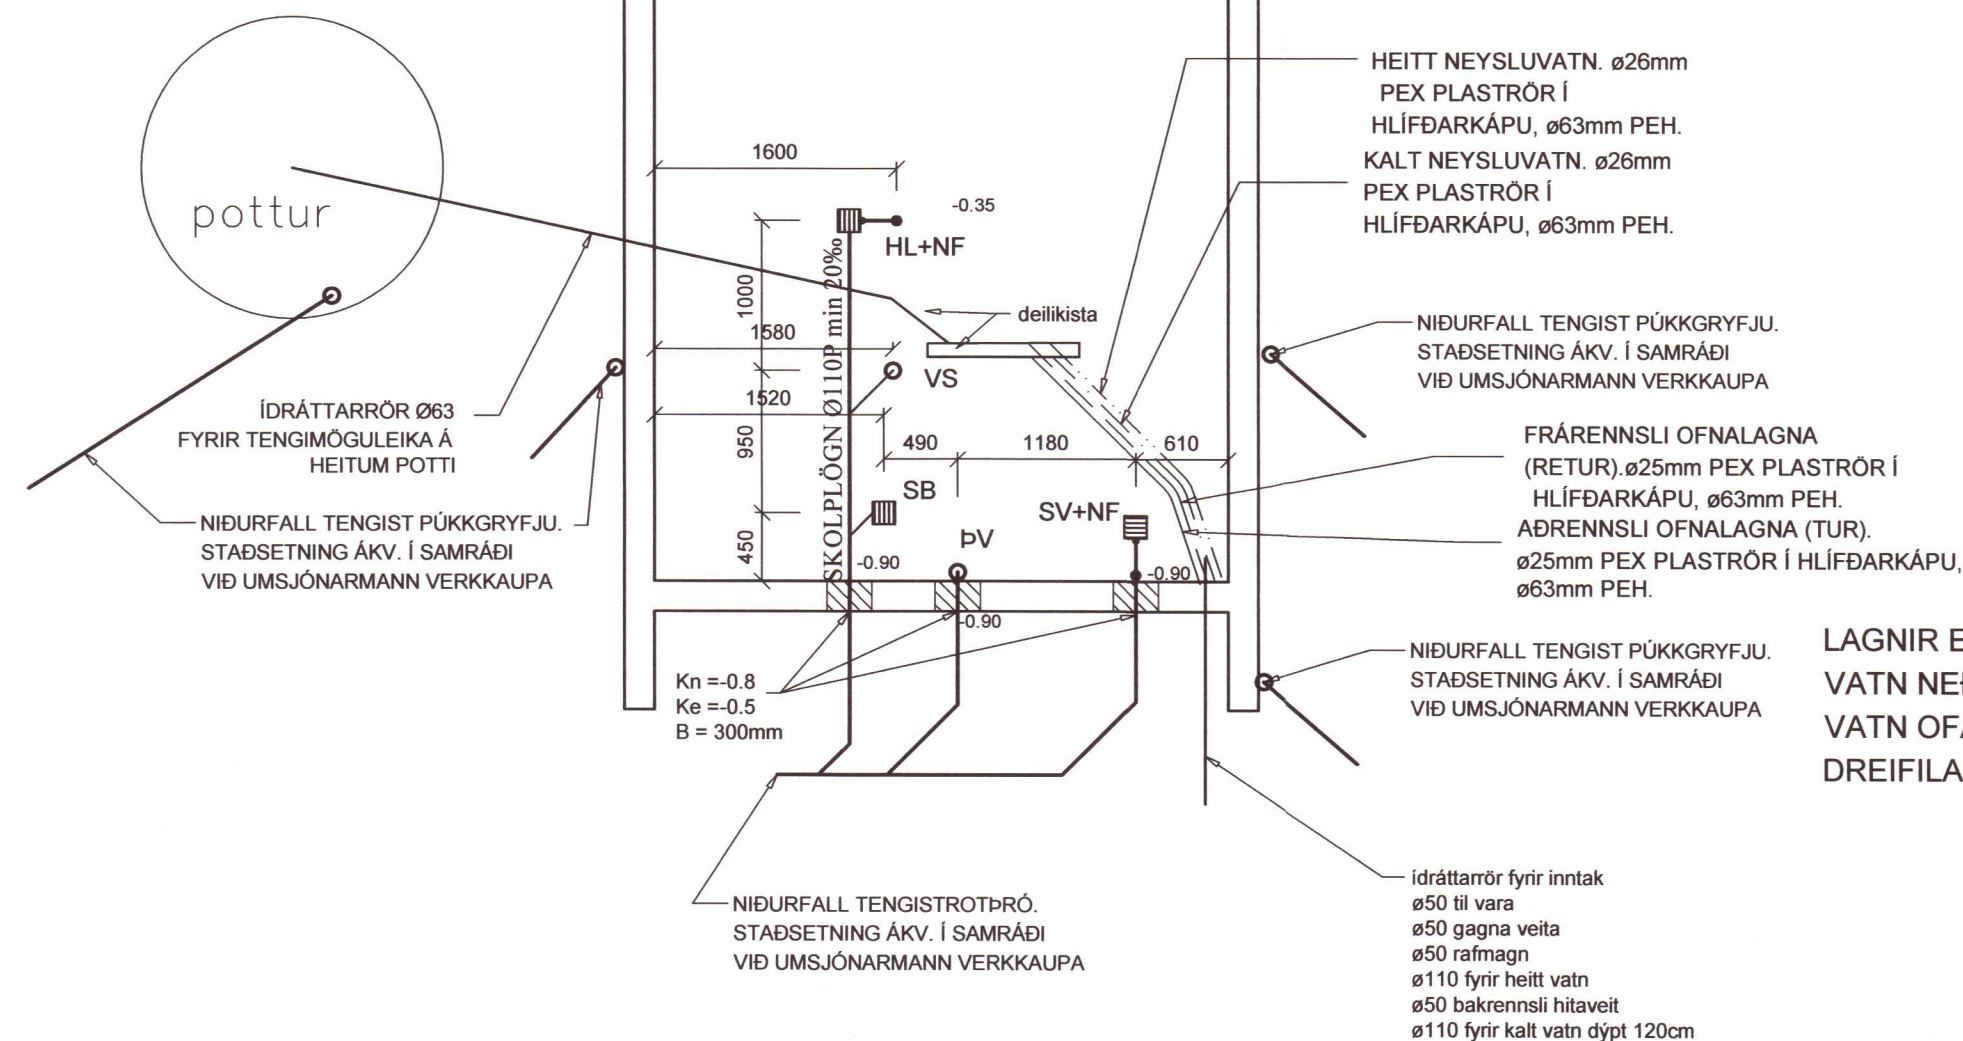 HEITT NEYSLUVATN. ø26mm
PEX PLASTRÖR Í
HLÍFÐARKÁPU, ø63mm PEH.
KALT NEYSLUVATN. ø26mm
PEX PLASTRÖR Í
HLÍFÐARKÁPU, ø63mm PEH.
1600
pottur
-0.35
HL+NF
1000
SKOLPLÖGN Ø110P min 20‰
deilikista
1580
VS
1520
950
490
1180
610
NIÐURFALL TENGIST PÚKKGRYFJU.
STAÐSETNING ÁKV. Í SAMRÁÐI
VIÐ UMSJÓNARMANN VERKKAUPA
ÍDRÁTTARRÖR Ø63
FYRIR TENGIMÖGULEIKA Á
HEITUM POTTI
FRÁRENNSLI OFNALAGNA
(RETUR).ø25mm PEX PLASTRÖR Í
HLÍFÐARKÁPU, ø63mm PEH.
AÐRENNSLI OFNALAGNA (TUR).
ø25mm PEX PLASTRÖR Í HLÍFÐARKÁPU,
ø63mm PEH.
SB
SV+NF
NIÐURFALL TENGIST PÚKKGRYFJU.
STAÐSETNING ÁKV. Í SAMRÁÐI
VIÐ UMSJÓNARMANN VERKKAUPA
450
ÞV
-0.90
-0.90
-0.90
Kn =-0.8
Ke =-0.5
B = 300mm
NIÐURFALL TENGIST PÚKKGRYFJU.
STAÐSETNING ÁKV. Í SAMRÁÐI
VIÐ UMSJÓNARMANN VERKKAUPA
LAGNIR
VATN
VATN
NIÐURFALL TENGISTROTÞRÓ.
STAÐSETNING ÁKV. Í SAMRÁÐI
VIÐ UMSJÓNARMANN VERKKAUPA
ídráttarrör fyrir inntak
ø50 til vara
ø50 gagna veita
ø50 rafmagn
ø110 fyrir heitt vatn
ø50 bakrennsli hitaveit
ø110 fyrir kalt vatn dýpt 120cm